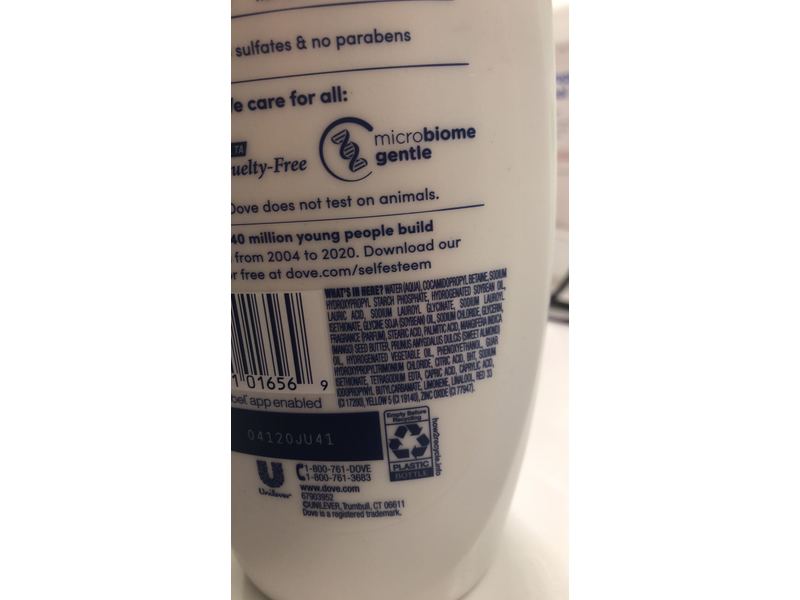 sulfates & no parabens
e care for all:
TA
uelty-Free
microbiome
gentle
Dove does not test on animals.
40 million young people build
from 2004 to 2020. Download our
r free at dove.com/selfesteem
WHAT'S IN HERE? WATER (AQUA), COCAMIDOPROPYL BETAINE, SODIUM
HYDROXYPROPYL STARCH PHOSPHATE, HYDROGENATED SOYBEAN OIL,
LAURIC ACID, SODIUM LAUROYL GLYCINATE, SODIUM LAUROYL
ISETHIONATE, GLYCINE SOJA (SOYBEAN) OIL, SODIUM CHLORIDE, GLYCERIN,
FRAGRANCE (PARFUM), STEARIC ACID, PALMITIC ACID, MANGIFERA INDICA
(MANGO) SEED BUTTER, PRUNUS AMYGDALUS DULCIS (SWEET ALMOND)
OIL, HYDROGENATED VEGETABLE OIL, PHENOXYETHANOL, GUAR
HYDROXYPROPYLTRIMONIUM CHLORIDE, CITRIC ACID, BHT, SODIUM
ISETHIONATE, TETRASODIUM EDTA, CAPRIC ACID, CAPRYLIC ACID,
IODOPROPYNYL BUTYLCARBAMATE, LIMONENE, LINALOOL, RED 33
(CI 17200), YELLOW 5 (CI 19140), ZINC OXIDE (CI 77947).
1 01656 9
bel app enabled
04120JU41
Empty Before
Recycling
PLASTIC
BOTTLE
how2recycle.info
Unilever
1-800-761-DOVE
1-800-761-3683
www.dove.com
67903952
©UNILEVER, Trumbull, CT 06611
Dove is a registered trademark.